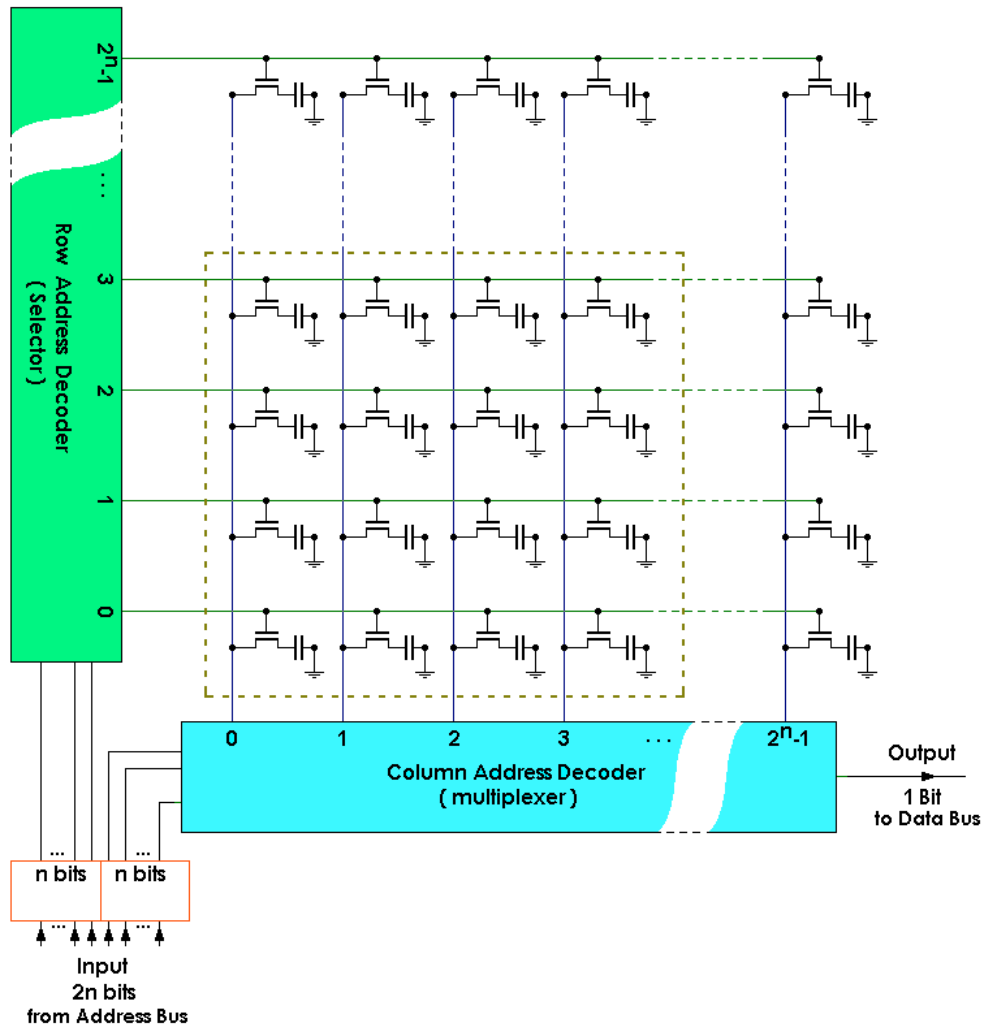 2ⁿ-1
...
Row Address Decoder
( Selector )
3
2
1
0
0 1 2 3 ... 2ⁿ-1
Column Address Decoder
( multiplexer )
Output
1 Bit
to Data Bus
... ...
n bits n bits
... ...
Input
2n bits
from Address Bus